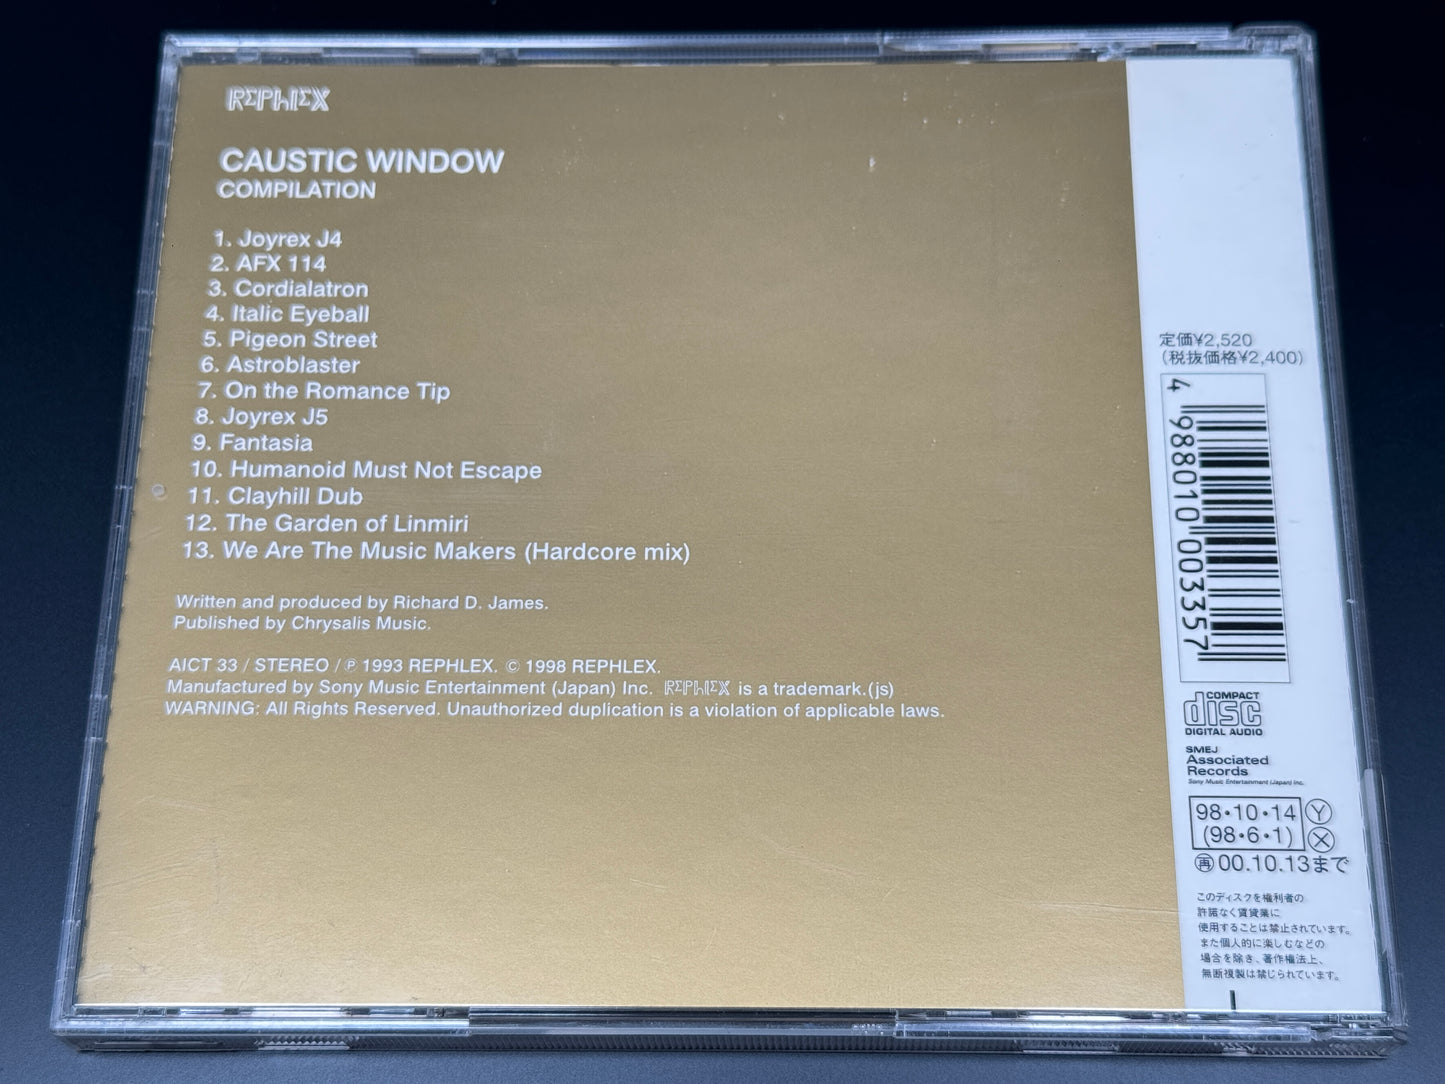 REPHLEX
CAUSTIC WINDOW
COMPILATION
1. Joyrex J4
2. AFX 114
3. Cordialatron
4. Italic Eyeball
5. Pigeon Street
6. Astroblaster
7. On the Romance Tip
8. Joyrex J5
9. Fantasia
10. Humanoid Must Not Escape
11. Clayhill Dub
12. The Garden of Linmiri
13. We Are The Music Makers (Hardcore mix)
Written and produced by Richard D. James.
Published by Chrysalis Music.
AICT 33 / STEREO / ℗ 1993 REPHLEX. © 1998 REPHLEX.
Manufactured by Sony Music Entertainment (Japan) Inc. REPHLEX is a trademark.(js)
WARNING: All Rights Reserved. Unauthorized duplication is a violation of applicable laws.
定価¥2,520
(税抜価格¥2,400)
4 988010 003357
COMPACT
disc
DIGITAL AUDIO
SMEJ
Associated
Records
Sony Music Entertainment (Japan) Inc.
98・10・14 Ⓨ
(98・6・1) Ⓧ
㊢00.10.13まで
このディスクを権利者の
許諾なく賃貸業に
使用することは禁止されています。
また個人的に楽しむなどの
場合を除き、著作権法上、
無断複製は禁じられています。